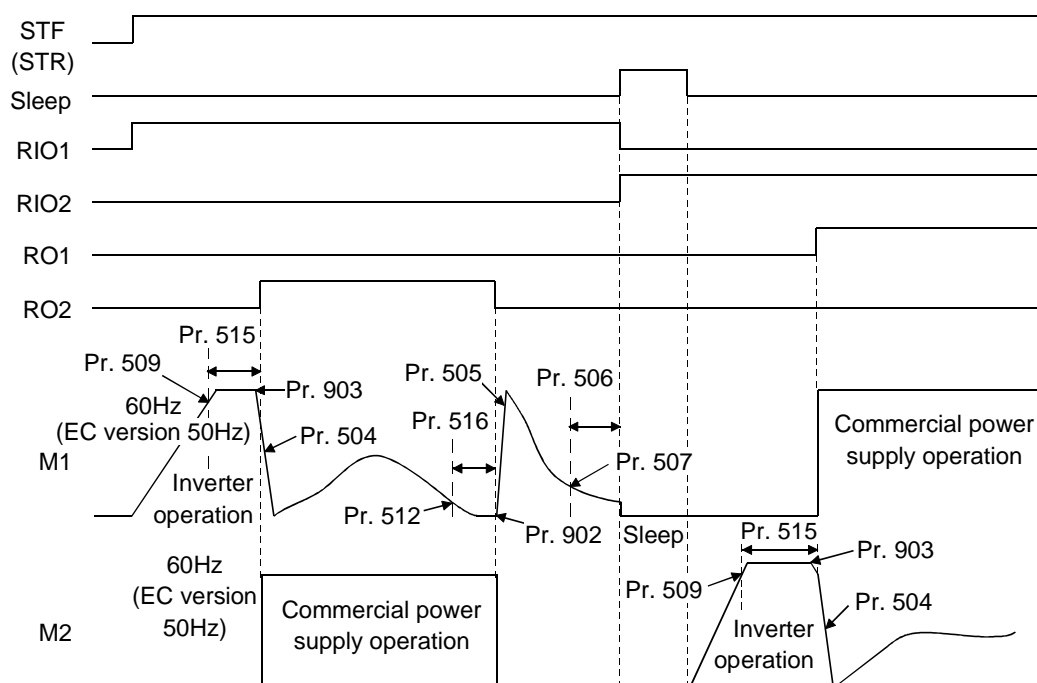 STF
(STR)
Sleep
RIO1
RIO2
RO1
RO2
Pr. 515
Pr. 509
Pr. 903
60Hz
(EC version 50Hz)
Pr. 504
M1
Inverter
operation
Pr. 505
Pr. 506
Pr. 516
Pr. 507
Pr. 512
Pr. 902
Sleep
Commercial power
supply operation
Pr. 515
Pr. 903
Pr. 509
Pr. 504
60Hz
(EC version
50Hz)
M2
Commercial power
supply operation
Inverter
operation